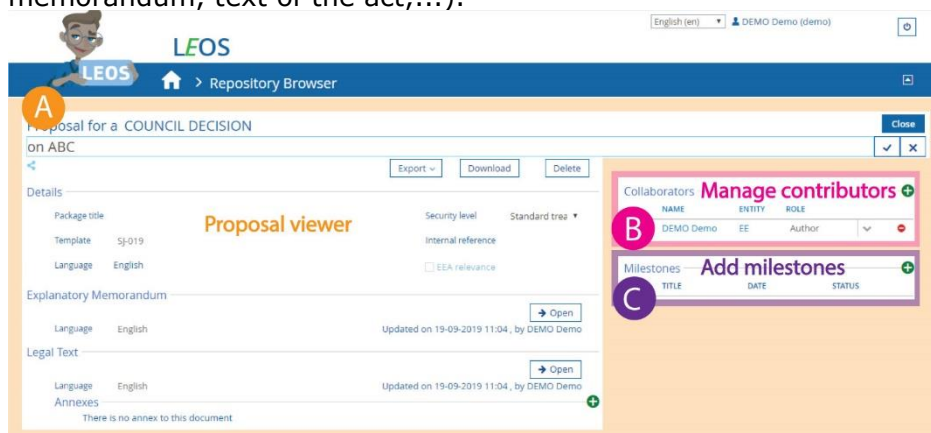 memorandum, text of the act,...).
English (en) DEMO Demo (demo)
LEOS
LEOS
> Repository Browser
A
Proposal for a COUNCIL DECISION
Close
on ABC
Export Download Delete
Details
Package title
Proposal viewer
Security level Standard trea
Template SJ-019
Internal reference
Language English
EEA relevance
Explanatory Memorandum
Open
Language English
Updated on 19-09-2019 11:04 , by DEMO Demo
Legal Text
Open
Language English
Updated on 19-09-2019 11:04 , by DEMO Demo
Annexes
There is no annex to this document
Collaborators Manage contributors
NAME ENTITY ROLE
B
DEMO Demo EE Author
Milestones Add milestones
C
TITLE DATE STATUS